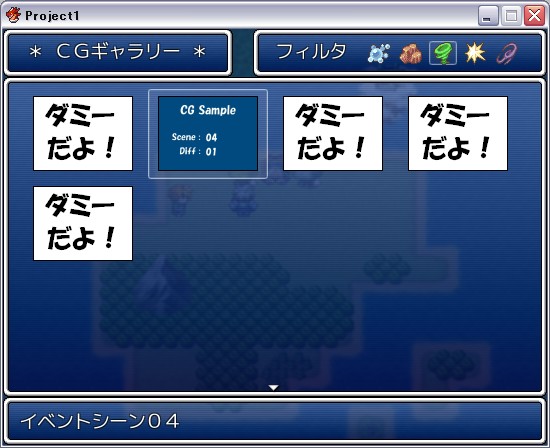 Project1
* CGギャラリー *
フィルタ
ダミー
だよ！
CG Sample
Scene : 04
Diff : 01
ダミー
だよ！
ダミー
だよ！
ダミー
だよ！
イベントシーン04